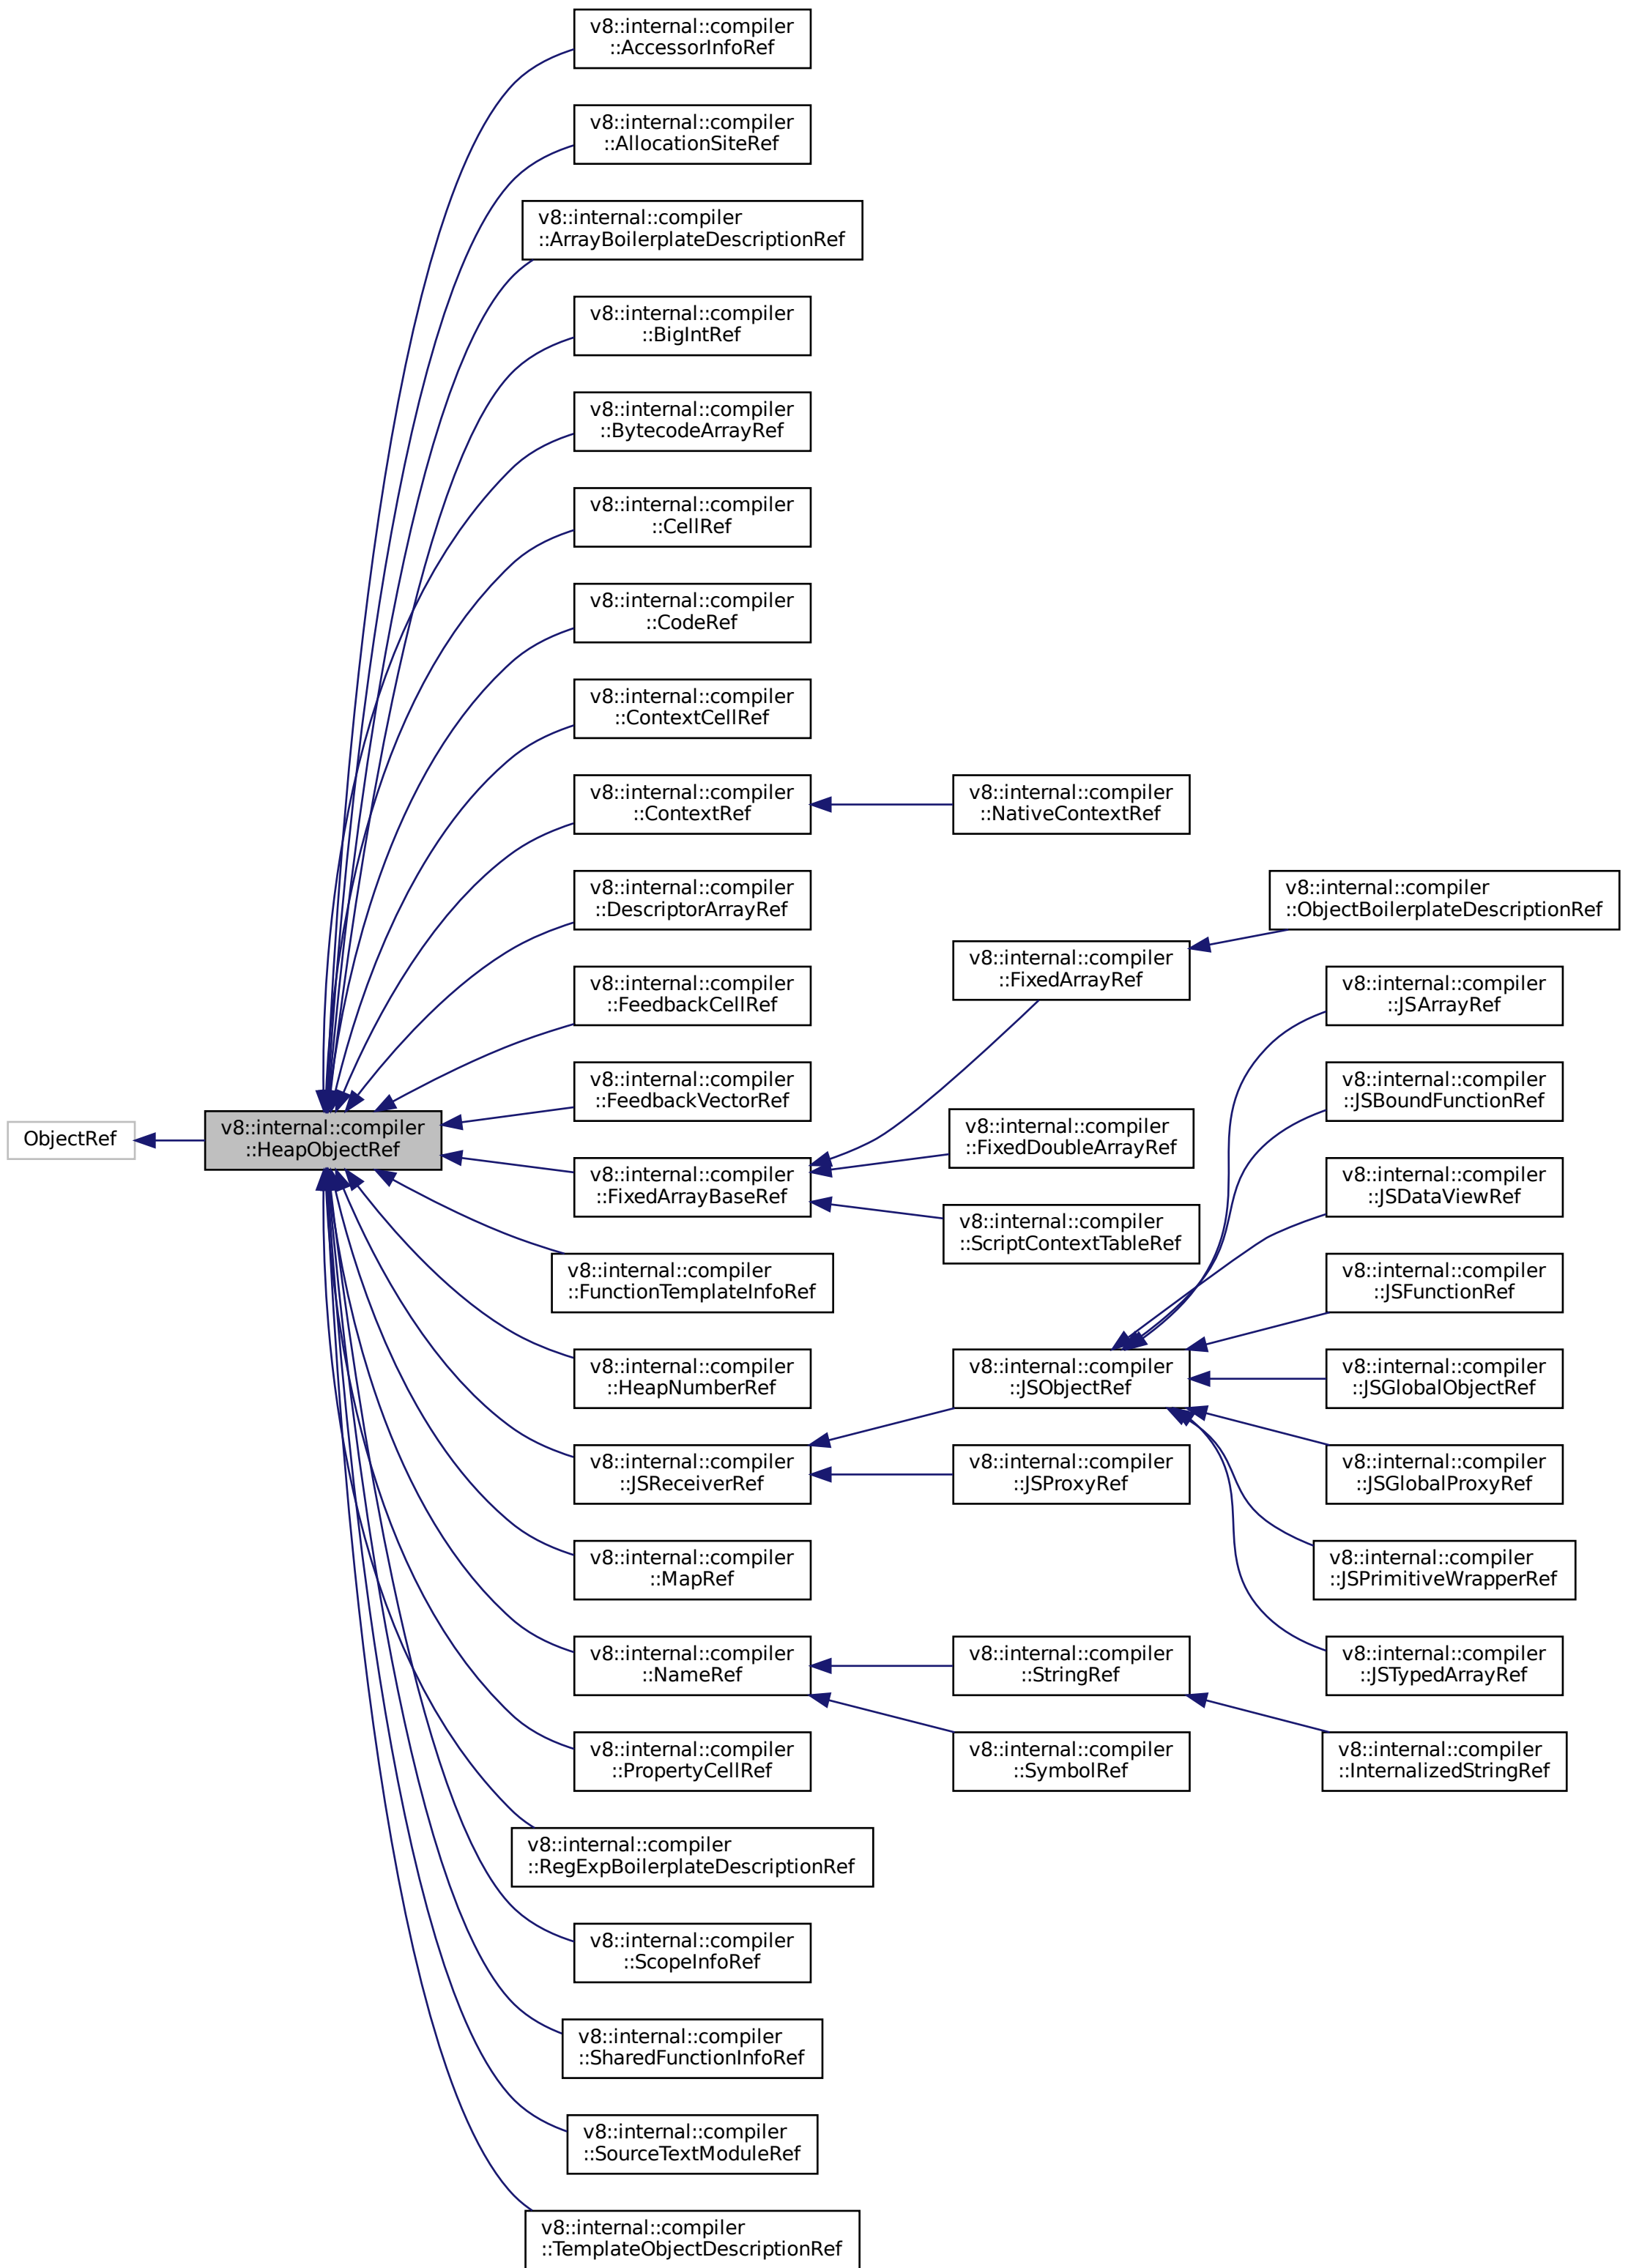 v8::internal::compiler
::AccessorInfoRef
v8::internal::compiler
::AllocationSiteRef
v8::internal::compiler
::ArrayBoilerplateDescriptionRef
v8::internal::compiler
::BigIntRef
v8::internal::compiler
::BytecodeArrayRef
v8::internal::compiler
::CellRef
v8::internal::compiler
::CodeRef
v8::internal::compiler
::ContextCellRef
v8::internal::compiler
::ContextRef
v8::internal::compiler
::NativeContextRef
v8::internal::compiler
::DescriptorArrayRef
v8::internal::compiler
::ObjectBoilerplateDescriptionRef
v8::internal::compiler
::FixedArrayRef
v8::internal::compiler
::FeedbackCellRef
v8::internal::compiler
::JSArrayRef
v8::internal::compiler
::FeedbackVectorRef
v8::internal::compiler
::JSBoundFunctionRef
ObjectRef
v8::internal::compiler
::HeapObjectRef
v8::internal::compiler
::FixedDoubleArrayRef
v8::internal::compiler
::FixedArrayBaseRef
v8::internal::compiler
::JSDataViewRef
v8::internal::compiler
::ScriptContextTableRef
v8::internal::compiler
::FunctionTemplateInfoRef
v8::internal::compiler
::JSFunctionRef
v8::internal::compiler
::HeapNumberRef
v8::internal::compiler
::JSObjectRef
v8::internal::compiler
::JSGlobalObjectRef
v8::internal::compiler
::JSReceiverRef
v8::internal::compiler
::JSProxyRef
v8::internal::compiler
::JSGlobalProxyRef
v8::internal::compiler
::MapRef
v8::internal::compiler
::JSPrimitiveWrapperRef
v8::internal::compiler
::NameRef
v8::internal::compiler
::StringRef
v8::internal::compiler
::JSTypedArrayRef
v8::internal::compiler
::PropertyCellRef
v8::internal::compiler
::SymbolRef
v8::internal::compiler
::InternalizedStringRef
v8::internal::compiler
::RegExpBoilerplateDescriptionRef
v8::internal::compiler
::ScopeInfoRef
v8::internal::compiler
::SharedFunctionInfoRef
v8::internal::compiler
::SourceTextModuleRef
v8::internal::compiler
::TemplateObjectDescriptionRef